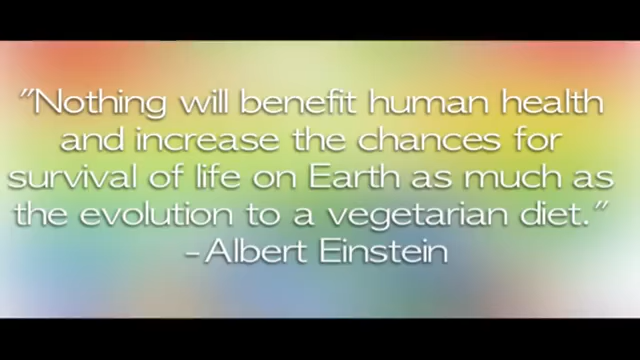 "Nothing will benefit human health
and increase the chances for
survival of life on Earth as much as
the evolution to a vegetarian diet."
-Albert Einstein